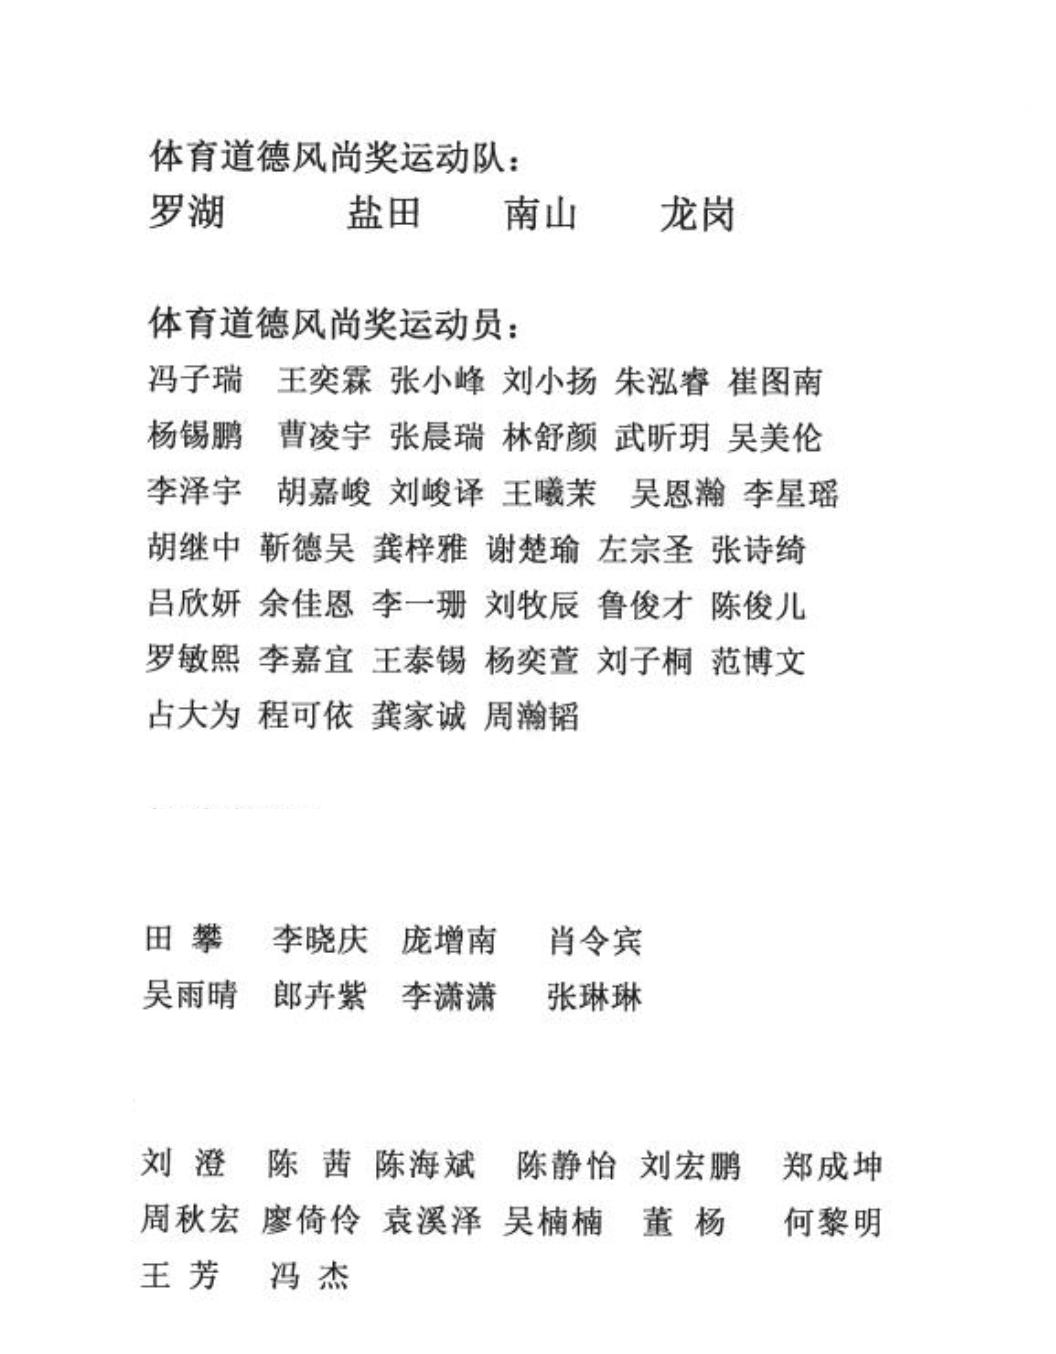 体育道德风尚奖运动队：
罗湖 盐田 南山 龙岗
体育道德风尚奖运动员：
冯子瑞 王奕霖 张小峰 刘小扬 朱泓睿 崔图南
杨锡鹏 曹凌宇 张晨瑞 林舒颜 武昕玥 吴美伦
李泽宇 胡嘉峻 刘峻译 王曦茉 吴恩瀚 李星瑶
胡继中 靳德吴 龚梓雅 谢楚瑜 左宗圣 张诗绮
吕欣妍 余佳恩 李一珊 刘牧辰 鲁俊才 陈俊儿
罗敏熙 李嘉宜 王泰锡 杨奕萱 刘子桐 范博文
占大为 程可依 龚家诚 周瀚韬
田 攀 李晓庆 庞增南 肖令宾
吴雨晴 郎卉紫 李潇潇 张琳琳
刘 澄 陈 茜 陈海斌 陈静怡 刘宏鹏 郑成坤
周秋宏 廖倚伶 袁溪泽 吴楠楠 董 杨 何黎明
王 芳 冯 杰